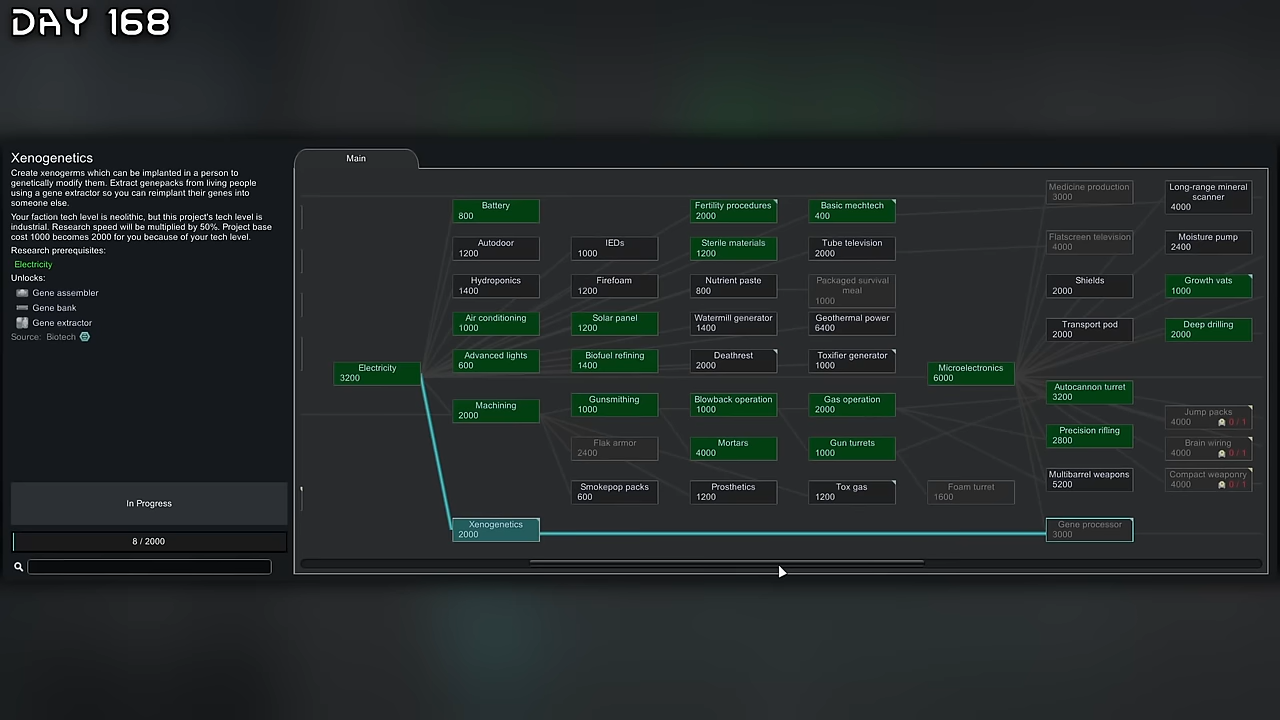 DAY 168
Xenogenetics
Create xenogerms which can be implanted in a person to
genetically modify them. Extract genepacks from living people
using a gene extractor so you can reimplant their genes into
someone else.
Your faction tech level is neolithic, but this project's tech level is
industrial. Research speed will be multiplied by 50%. Project base
cost 1000 becomes 2000 for you because of your tech level.
Research prerequisites:
Electricity
Unlocks:
Gene assembler
Gene bank
Gene extractor
Source: Biotech
In Progress
8 / 2000
Main
Electricity
3200
Battery
800
Autodoor
1200
Hydroponics
1400
Air conditioning
1000
Advanced lights
600
Machining
2000
Xenogenetics
2000
IEDs
1000
Firefoam
1200
Solar panel
1200
Biofuel refining
1400
Gunsmithing
1000
Flak armor
2400
Smokepop packs
600
Fertility procedures
2000
Sterile materials
1200
Nutrient paste
800
Watermill generator
1400
Deathrest
2000
Blowback operation
1000
Mortars
4000
Prosthetics
1200
Basic mechtech
400
Tube television
2000
Packaged survival
meal
1000
Geothermal power
6400
Toxifier generator
1000
Gas operation
2000
Gun turrets
1000
Tox gas
1200
Microelectronics
6000
Foam turret
1600
Medicine production
3000
Flatscreen television
4000
Shields
2000
Transport pod
2000
Autocannon turret
3200
Precision rifling
2800
Multibarrel weapons
5200
Gene processor
3000
Long-range mineral
scanner
4000
Moisture pump
2400
Growth vats
1000
Deep drilling
2000
Jump packs
4000 0 / 1
Brain wiring
4000 0 / 1
Compact weaponry
4000 0 / 1